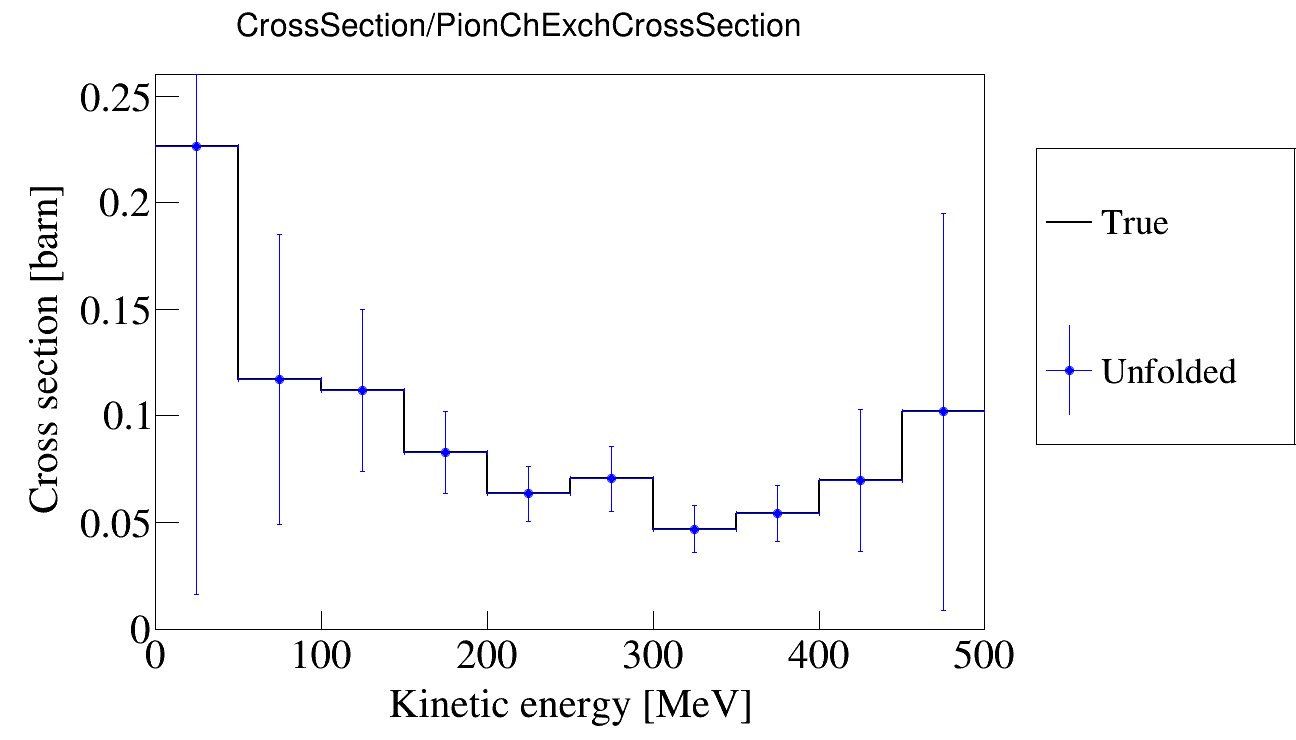 CrossSection/PionChExchCrossSection
Cross section [barn]
0.25
0.2
0.15
0.1
0.05
0
0 100 200 300 400 500
Kinetic energy [MeV]
True
Unfolded